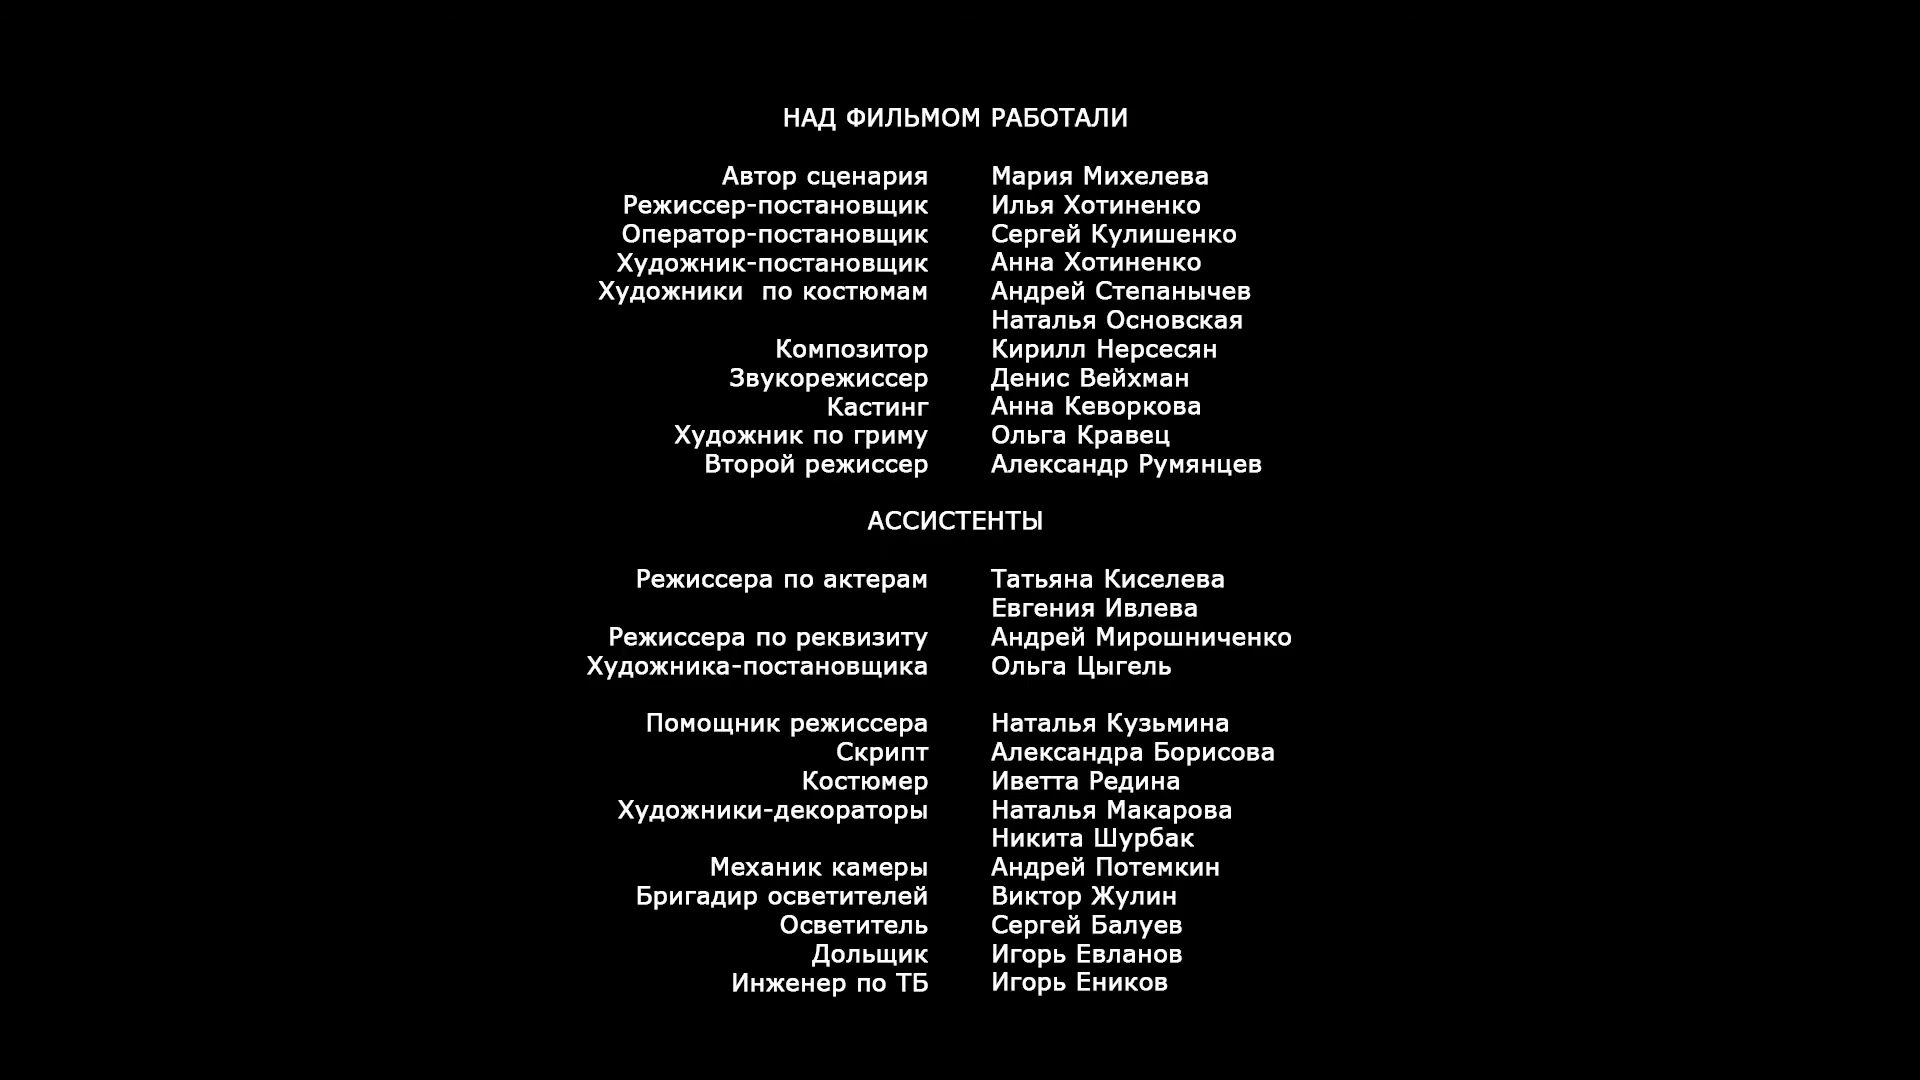 НАД ФИЛЬМОМ РАБОТАЛИ
Автор сценария Мария Михелева
Режиссер-постановщик Илья Хотиненко
Оператор-постановщик Сергей Кулишенко
Художник-постановщик Анна Хотиненко
Художники по костюмам Андрей Степанычев
Наталья Основская
Композитор Кирилл Нерсесян
Звукорежиссер Денис Вейхман
Кастинг Анна Кеворкова
Художник по гриму Ольга Кравец
Второй режиссер Александр Румянцев
АССИСТЕНТЫ
Режиссера по актерам Татьяна Киселева
Евгения Ивлева
Режиссера по реквизиту Андрей Мирошниченко
Художника-постановщика Ольга Цыгель
Помощник режиссера Наталья Кузьмина
Скрипт Александра Борисова
Костюмер Иветта Редина
Художники-декораторы Наталья Макарова
Никита Шурбак
Механик камеры Андрей Потемкин
Бригадир осветителей Виктор Жулин
Осветитель Сергей Балуев
Дольщик Игорь Евланов
Инженер по ТБ Игорь Еников